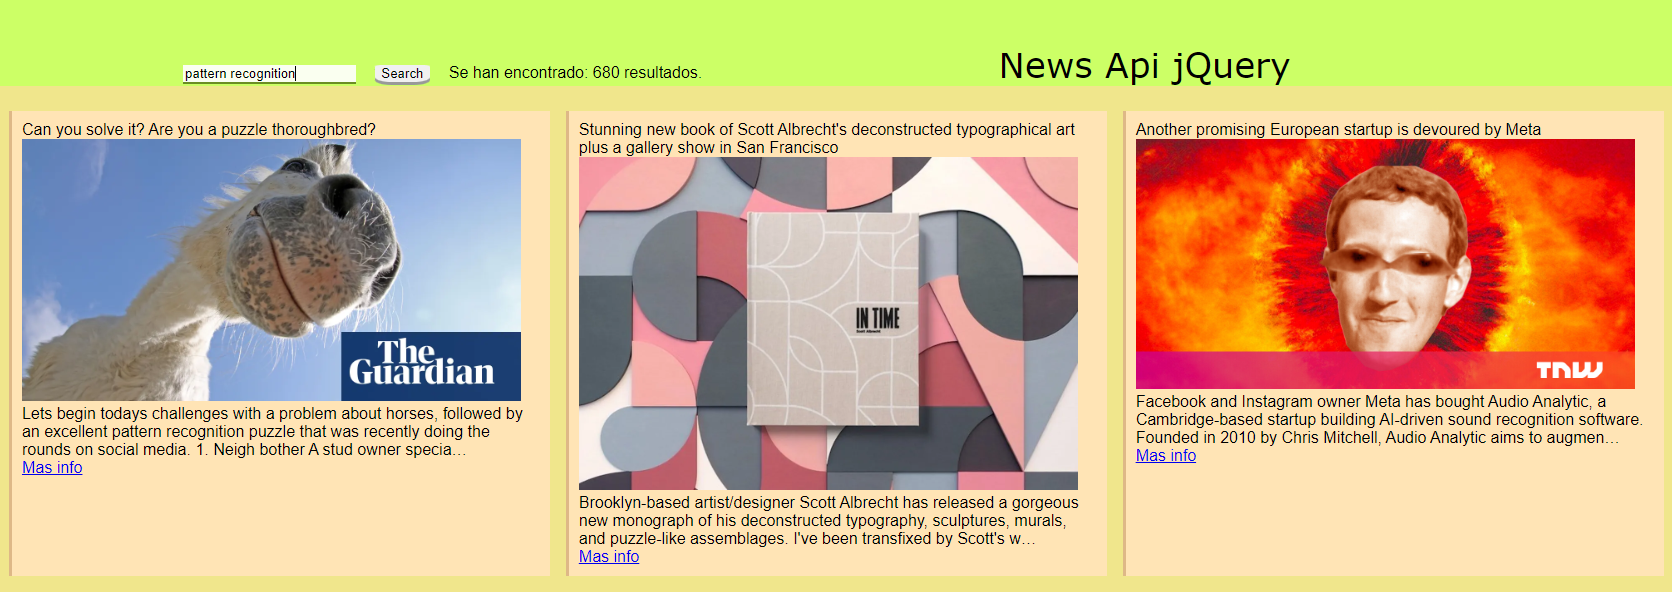 pattern recognition Search Se han encontrado: 680 resultados. News Api jQuery
Can you solve it? Are you a puzzle thoroughbred?
The
Guardian
Lets begin todays challenges with a problem about horses, followed by
an excellent pattern recognition puzzle that was recently doing the
rounds on social media. 1. Neigh bother A stud owner specia…
Mas info
Stunning new book of Scott Albrecht's deconstructed typographical art
plus a gallery show in San Francisco
IN TIME
Scott Albrecht
Brooklyn-based artist/designer Scott Albrecht has released a gorgeous
new monograph of his deconstructed typography, sculptures, murals,
and puzzle-like assemblages. I've been transfixed by Scott's w…
Mas info
Another promising European startup is devoured by Meta
TNW
Facebook and Instagram owner Meta has bought Audio Analytic, a
Cambridge-based startup building AI-driven sound recognition software.
Founded in 2010 by Chris Mitchell, Audio Analytic aims to augmen…
Mas info